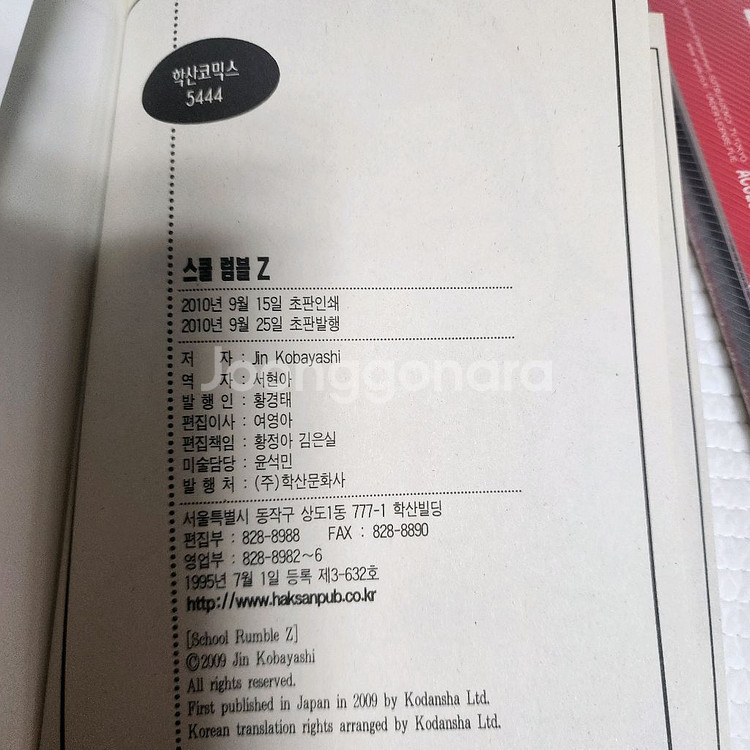 학산코믹스
5444
스쿨 럼블 Z
2010년 9월 15일 초판인쇄
2010년 9월 25일 초판발행
저 자 : Jin Kobayashi
역 자 : 서현아
발 행 인 : 황경태
편집이사 : 여영아
편집책임 : 황정아 김은실
미술담당 : 윤석민
발 행 처 : (주)학산문화사
서울특별시 동작구 상도1동 777-1 학산빌딩
편집부 : 828-8988 FAX : 828-8890
영업부 : 828-8982~6
1995년 7월 1일 등록 제3-632호
http://www.haksanpub.co.kr
[School Rumble Z]
©2009 Jin Kobayashi
All rights reserved.
First published in Japan in 2009 by Kodansha Ltd.
Korean translation rights arranged by Kodansha Ltd.
Joonggonara